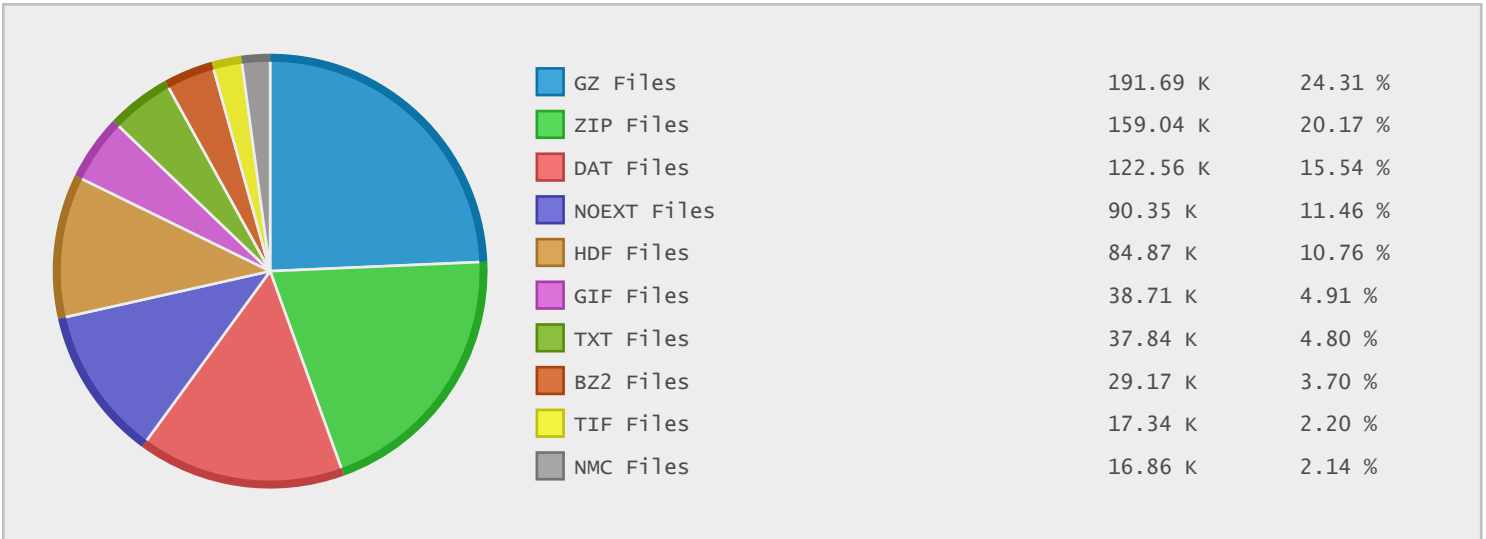 GZ Files 191.69 K 24.31 %
ZIP Files 159.04 K 20.17 %
DAT Files 122.56 K 15.54 %
NOEXT Files 90.35 K 11.46 %
HDF Files 84.87 K 10.76 %
GIF Files 38.71 K 4.91 %
TXT Files 37.84 K 4.80 %
BZ2 Files 29.17 K 3.70 %
TIF Files 17.34 K 2.20 %
NMC Files 16.86 K 2.14 %